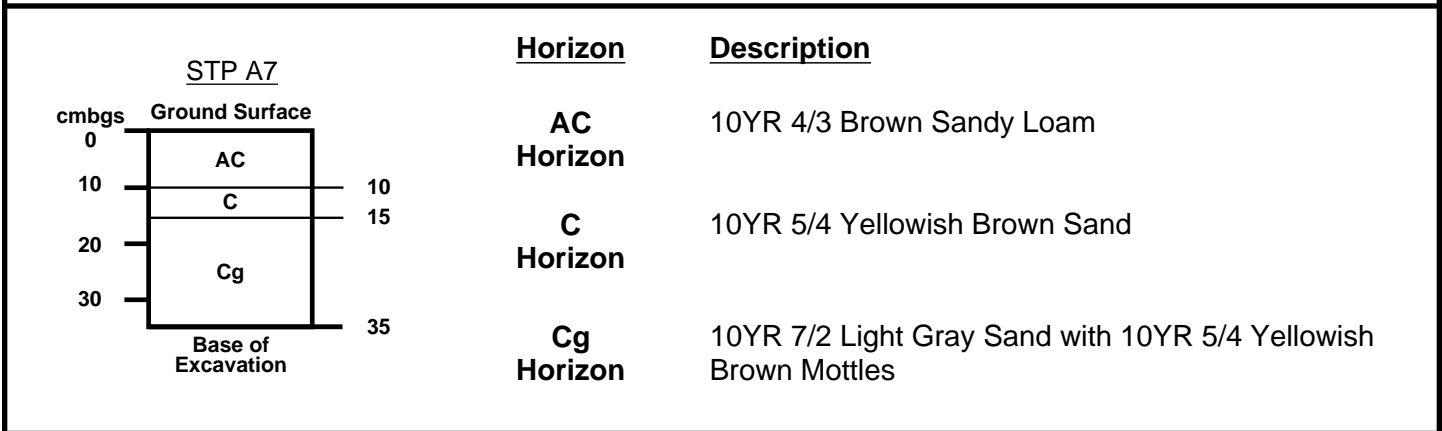 STP A7
cmbgs Ground Surface
0
AC
10
10
C
15
20
Cg
30
35
Base of
Excavation
Horizon Description
AC
Horizon
10YR 4/3 Brown Sandy Loam
C
Horizon
10YR 5/4 Yellowish Brown Sand
Cg
Horizon
10YR 7/2 Light Gray Sand with 10YR 5/4 Yellowish
Brown Mottles